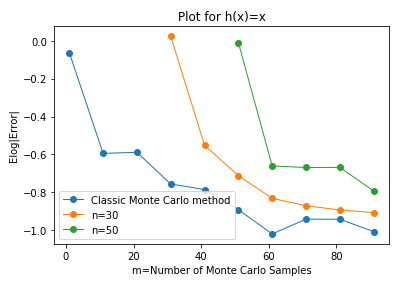 Plot for h(x)=x
Elog|Error|
0.0
−0.2
−0.4
−0.6
−0.8
−1.0
Classic Monte Carlo method
n=30
n=50
0 20 40 60 80
m=Number of Monte Carlo Samples